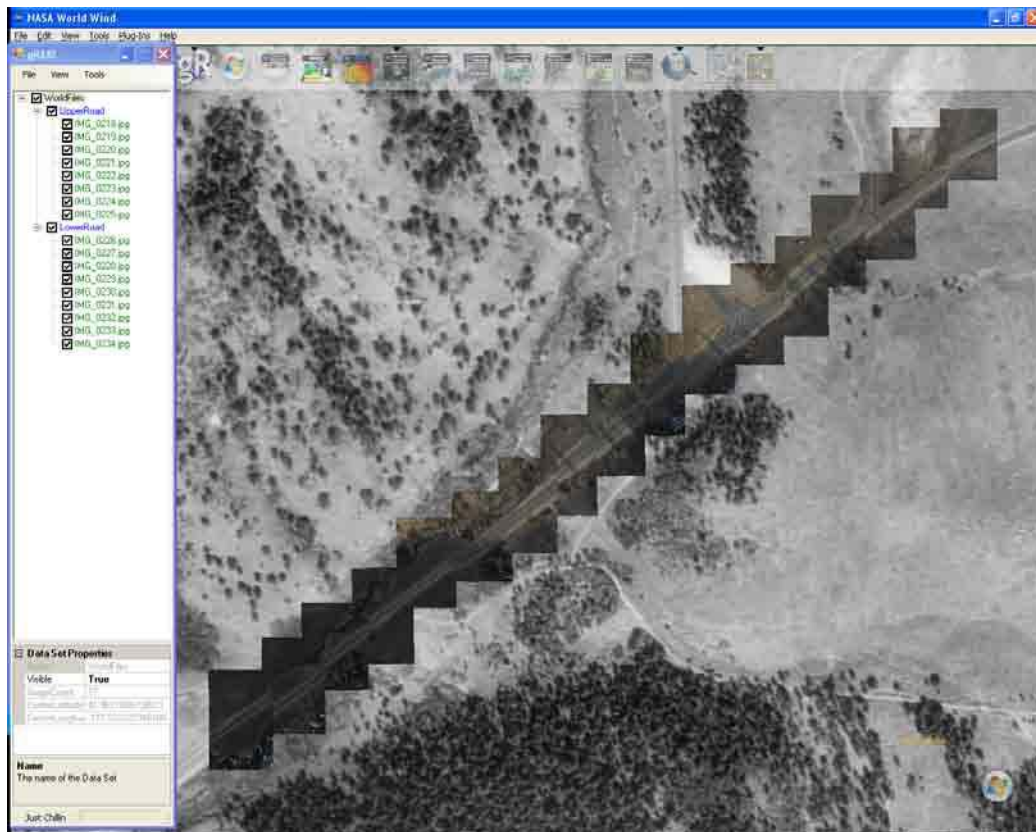 NASA World Wind
File Edit View Tools Plug-Ins Help
File View Tools
WorldFiles
UpperRoad
IMG_0218.jpg
IMG_0219.jpg
IMG_0220.jpg
IMG_0221.jpg
IMG_0222.jpg
IMG_0223.jpg
IMG_0224.jpg
IMG_0225.jpg
LowerRoad
IMG_0226.jpg
IMG_0227.jpg
IMG_0228.jpg
IMG_0229.jpg
IMG_0230.jpg
IMG_0231.jpg
IMG_0232.jpg
IMG_0233.jpg
IMG_0234.jpg
Data Set Properties
WorldFiles
Visible True
Name
The name of the Data Set
Just Chillin
gR